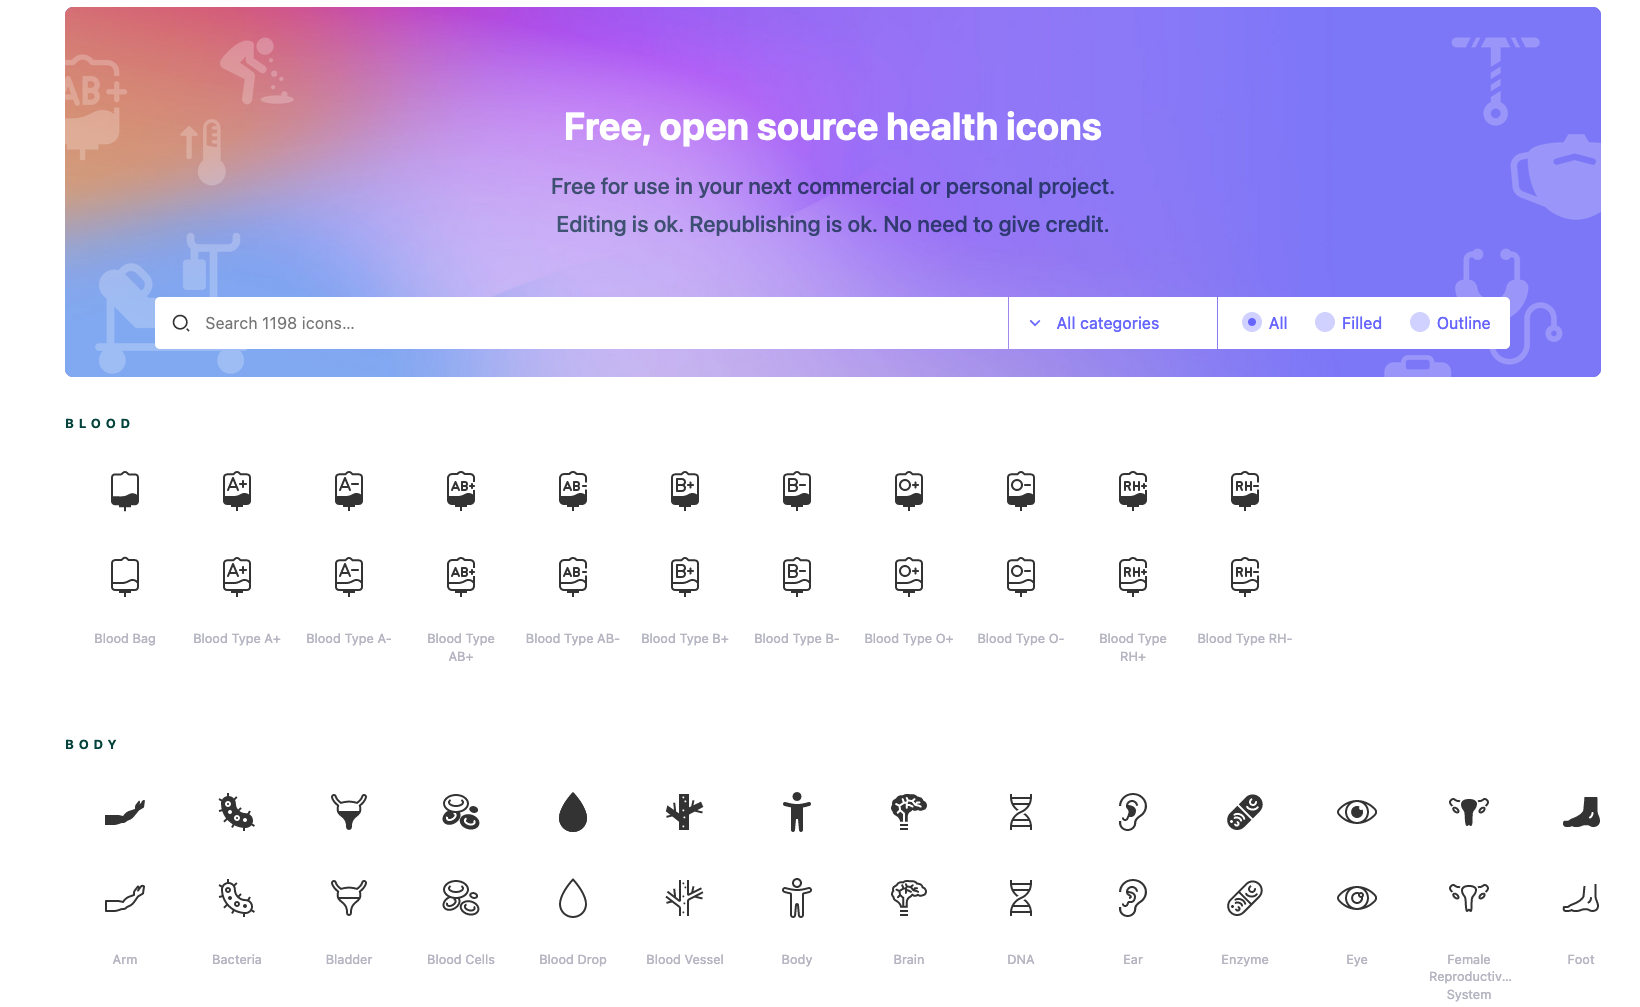 AB+
Free, open source health icons
Free for use in your next commercial or personal project.
Editing is ok. Republishing is ok. No need to give credit.
Search 1198 icons...
All categories
All
Filled
Outline
BLOOD
A+ A- AB+ AB- B+ B- O+ O- RH+ RH-
A+ A- AB+ AB- B+ B- O+ O- RH+ RH-
Blood Bag
Blood Type A+
Blood Type A-
Blood Type
AB+
Blood Type AB-
Blood Type B+
Blood Type B-
Blood Type O+
Blood Type O-
Blood Type
RH+
Blood Type RH-
BODY
Arm
Bacteria
Bladder
Blood Cells
Blood Drop
Blood Vessel
Body
Brain
DNA
Ear
Enzyme
Eye
Female
Reproductiv...
System
Foot